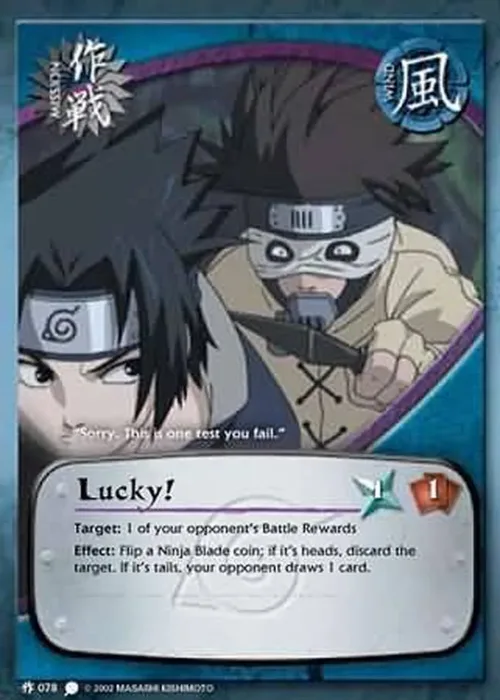 作戦
MISSION
風
WIND
"Sorry. This is one test you fail."
Lucky!
1
1
Target: 1 of your opponent's Battle Rewards
Effect: Flip a Ninja Blade coin; if it's heads, discard the
target. If it's tails, your opponent draws 1 card.
作 078 © 2002 MASASHI KISHIMOTO